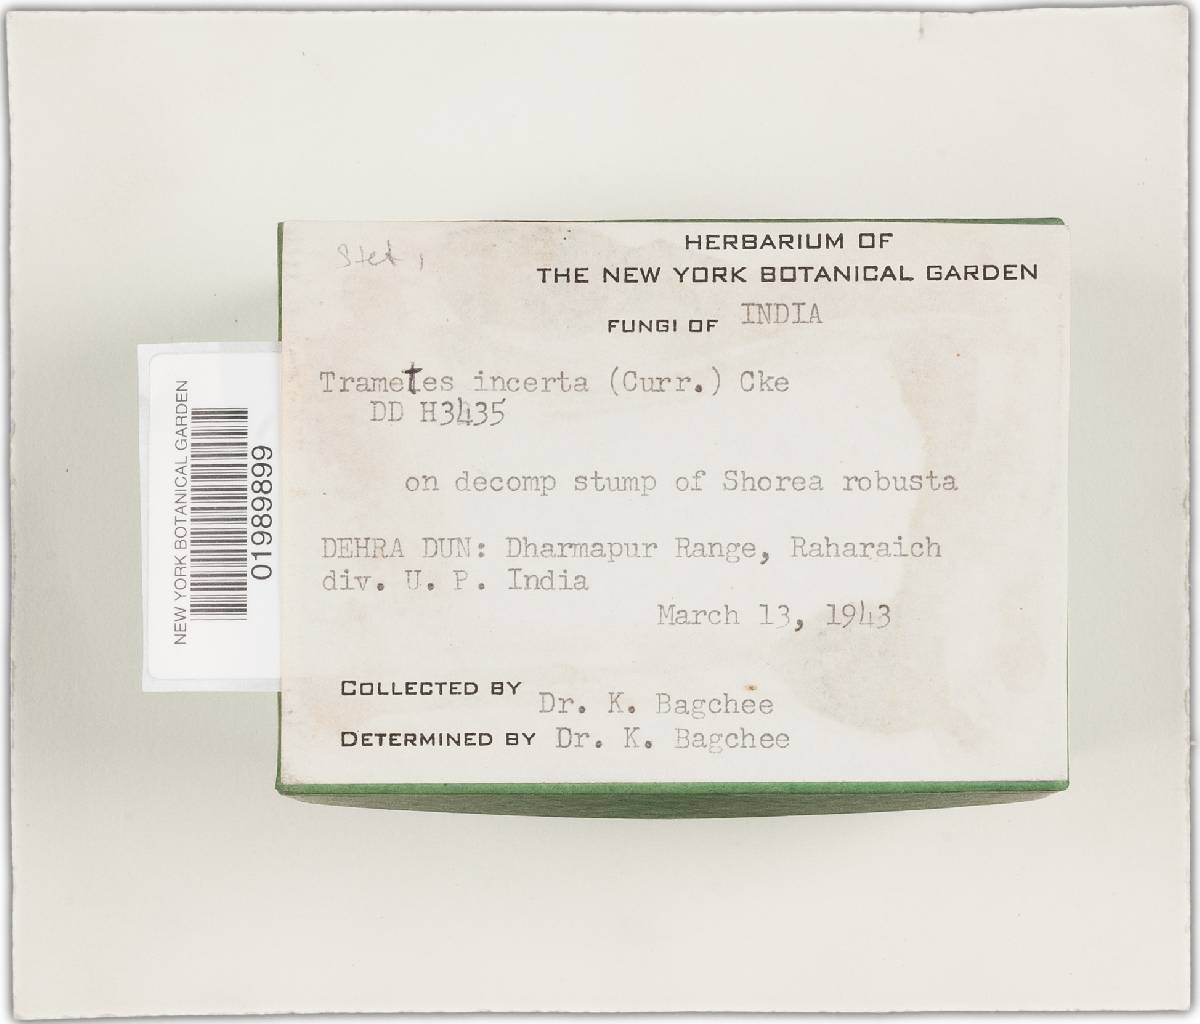 Stet
HERBARIUM OF
THE NEW YORK BOTANICAL GARDEN
FUNGI OF INDIA
Trametes incerta (Curr.) Cke
DD H3435
on decomp stump of Shorea robusta
DEHRA DUN: Dharmapur Range, Raharaich
div. U. P. India
March 13, 1943
COLLECTED BY Dr. K. Bagchee
DETERMINED BY Dr. K. Bagchee
NEW YORK BOTANICAL GARDEN
01989899